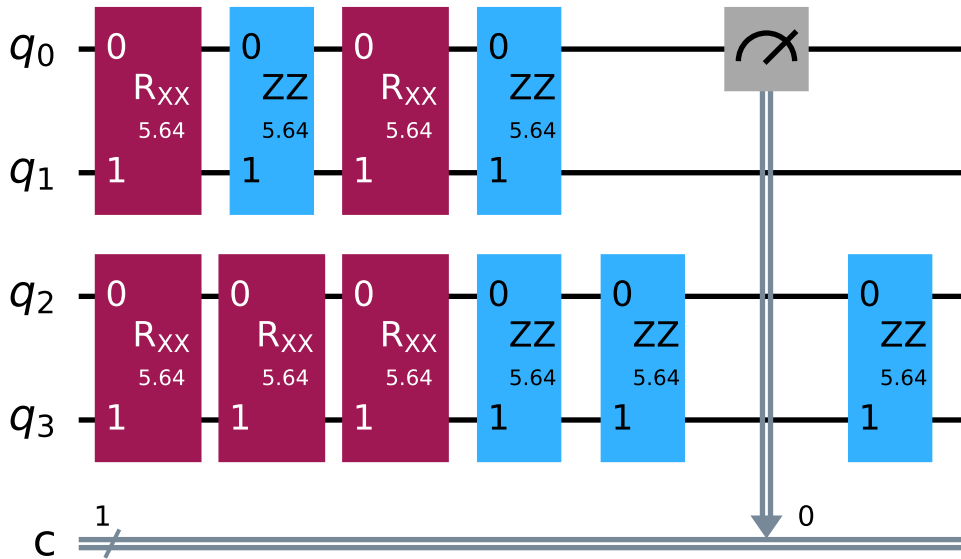 q0 0 0 0 0
RXX ZZ RXX ZZ
5.64 5.64 5.64 5.64
q1 1 1 1 1
q2 0 0 0 0 0 0
RXX RXX RXX ZZ ZZ ZZ
5.64 5.64 5.64 5.64 5.64 5.64
q3 1 1 1 1 1 1
1 0
c